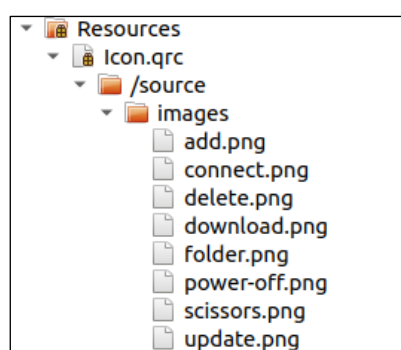 Resources
Icon.qrc
/source
images
add.png
connect.png
delete.png
download.png
folder.png
power-off.png
scissors.png
update.png